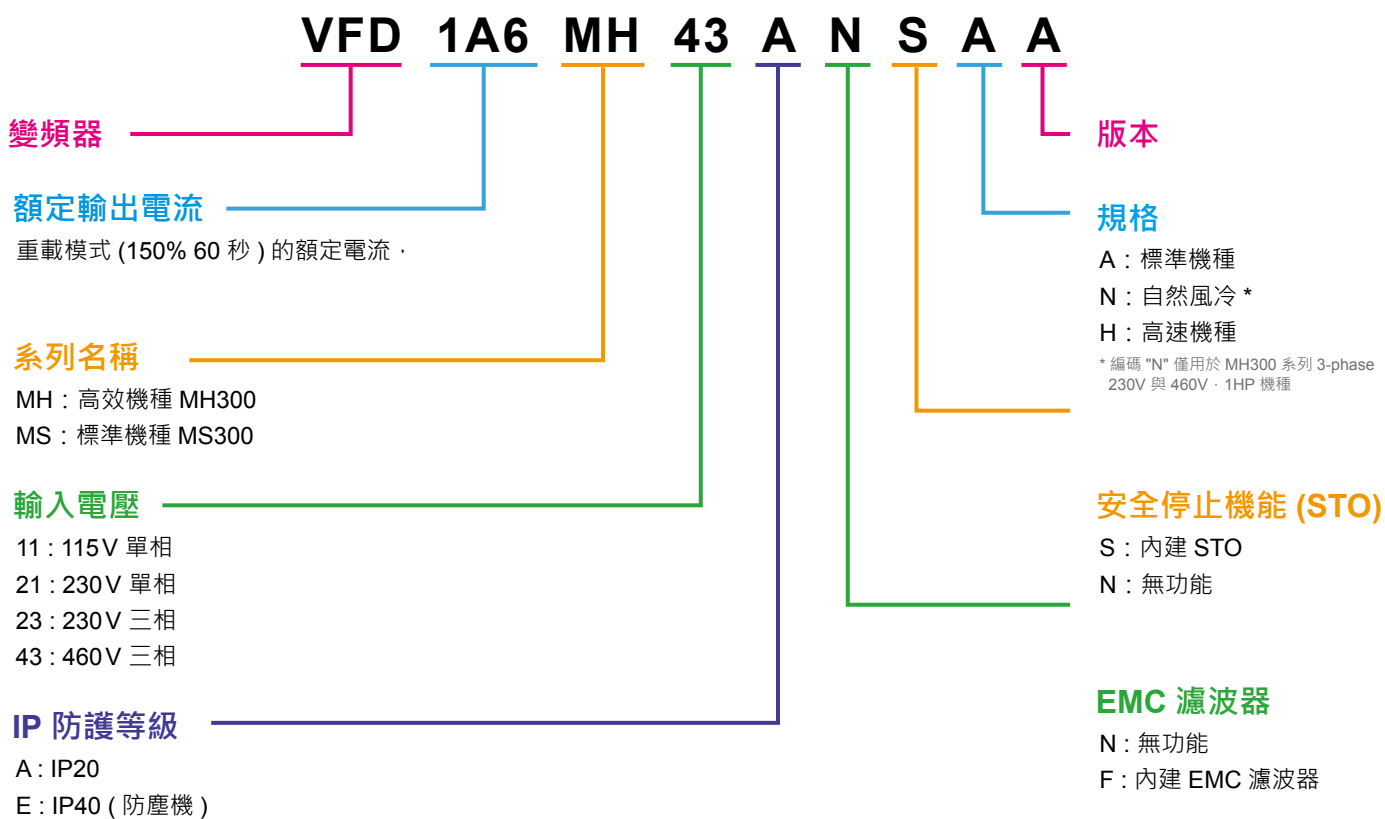 VFD 1A6 MH 43 A N S A A
變頻器
額定輸出電流
重載模式 (150% 60 秒 ) 的額定電流，
系列名稱
MH：高效機種 MH300
MS：標準機種 MS300
輸入電壓
11 : 115V 單相
21 : 230V 單相
23 : 230V 三相
43 : 460V 三相
IP 防護等級
A : IP20
E : IP40 ( 防塵機 )
版本
規格
A：標準機種
N：自然風冷 *
H：高速機種
* 編碼 "N" 僅用於 MH300 系列 3-phase
230V 與 460V，1HP 機種
安全停止機能 (STO)
S：內建 STO
N：無功能
EMC 濾波器
N : 無功能
F : 內建 EMC 濾波器